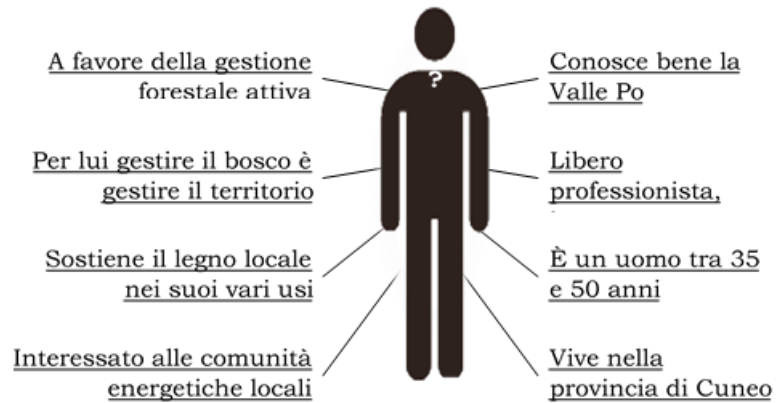 A favore della gestione
forestale attiva
Per lui gestire il bosco è
gestire il territorio
Sostiene il legno locale
nei suoi vari usi
Interessato alle comunità
energetiche locali
?
Conosce bene la
Valle Po
Libero
professionista,
È un uomo tra 35
e 50 anni
Vive nella
provincia di Cuneo